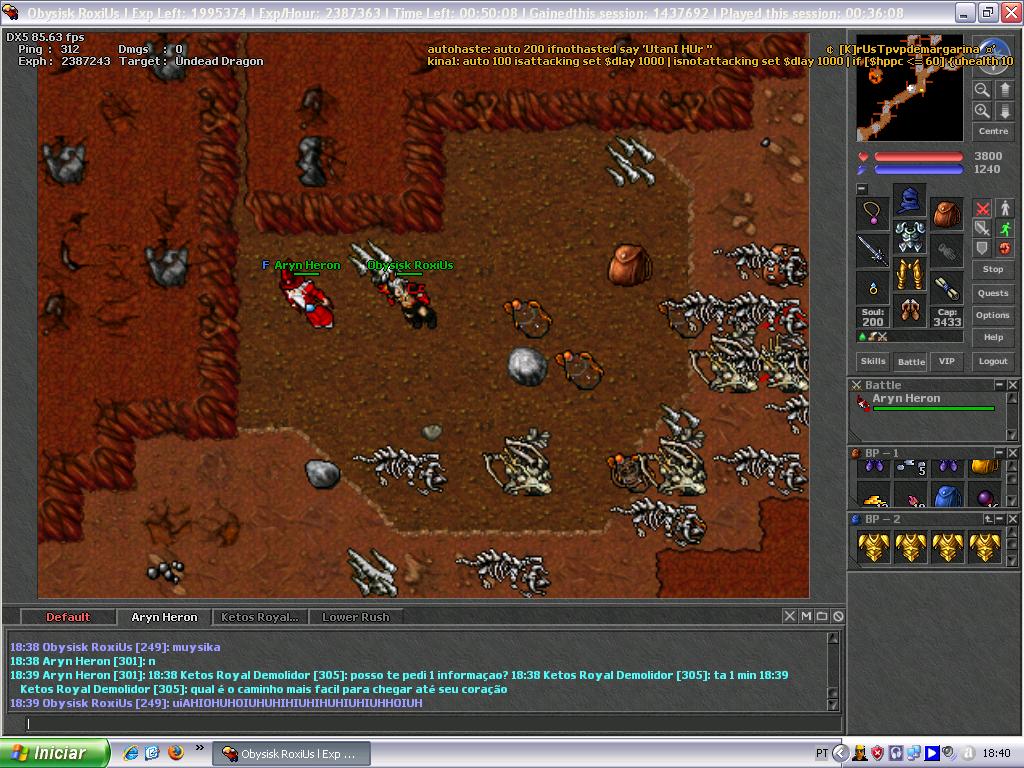 Obysisk RoxiUs | Exp Left: 1995374 | Exp/Hour: 2387363 | Time Left: 00:50:08 | Gainedthis session: 1437692 | Played this session: 00:36:08
DX5 85.63 fps
Ping : 312 Dmgs : 0
Exph : 2387243 Target : Undead Dragon
autohaste: auto 200 ifnothasted say 'UtanI HUr "
[K]rUsTpvpdemargarina
kina1: auto 100 isattacking set $dlay 1000 | isnotattacking set $dlay 1000 | if [$hppc <= 60] {uhealth10
Centre
3800
1240
F Aryn Heron
Obysisk RoxiUs
Soul:
200
Cap:
3433
Stop
Quests
Options
Help
Skills
Battle
VIP
Logout
Battle
Aryn Heron
BP - 1
5
BP - 2
Default
Aryn Heron
Ketos Royal...
Lower Rush
18:38 Obysisk RoxiUs [249]: muysika
18:38 Aryn Heron [301]: n
18:39 Aryn Heron [301]: 18:38 Ketos Royal Demolidor [305]: posso te pedi 1 informaçao? 18:38 Ketos Royal Demolidor [305]: ta 1 min 18:39
Ketos Royal Demolidor [305]: qual é o caminho mais facil para chegar até seu coração
18:39 Obysisk RoxiUs [249]: uiAHIOHUHOIUHUHIHIUHIHUHIUHIUHHOIUH
Iniciar
»
Obysisk RoxiUs | Exp ...
PT
18:40